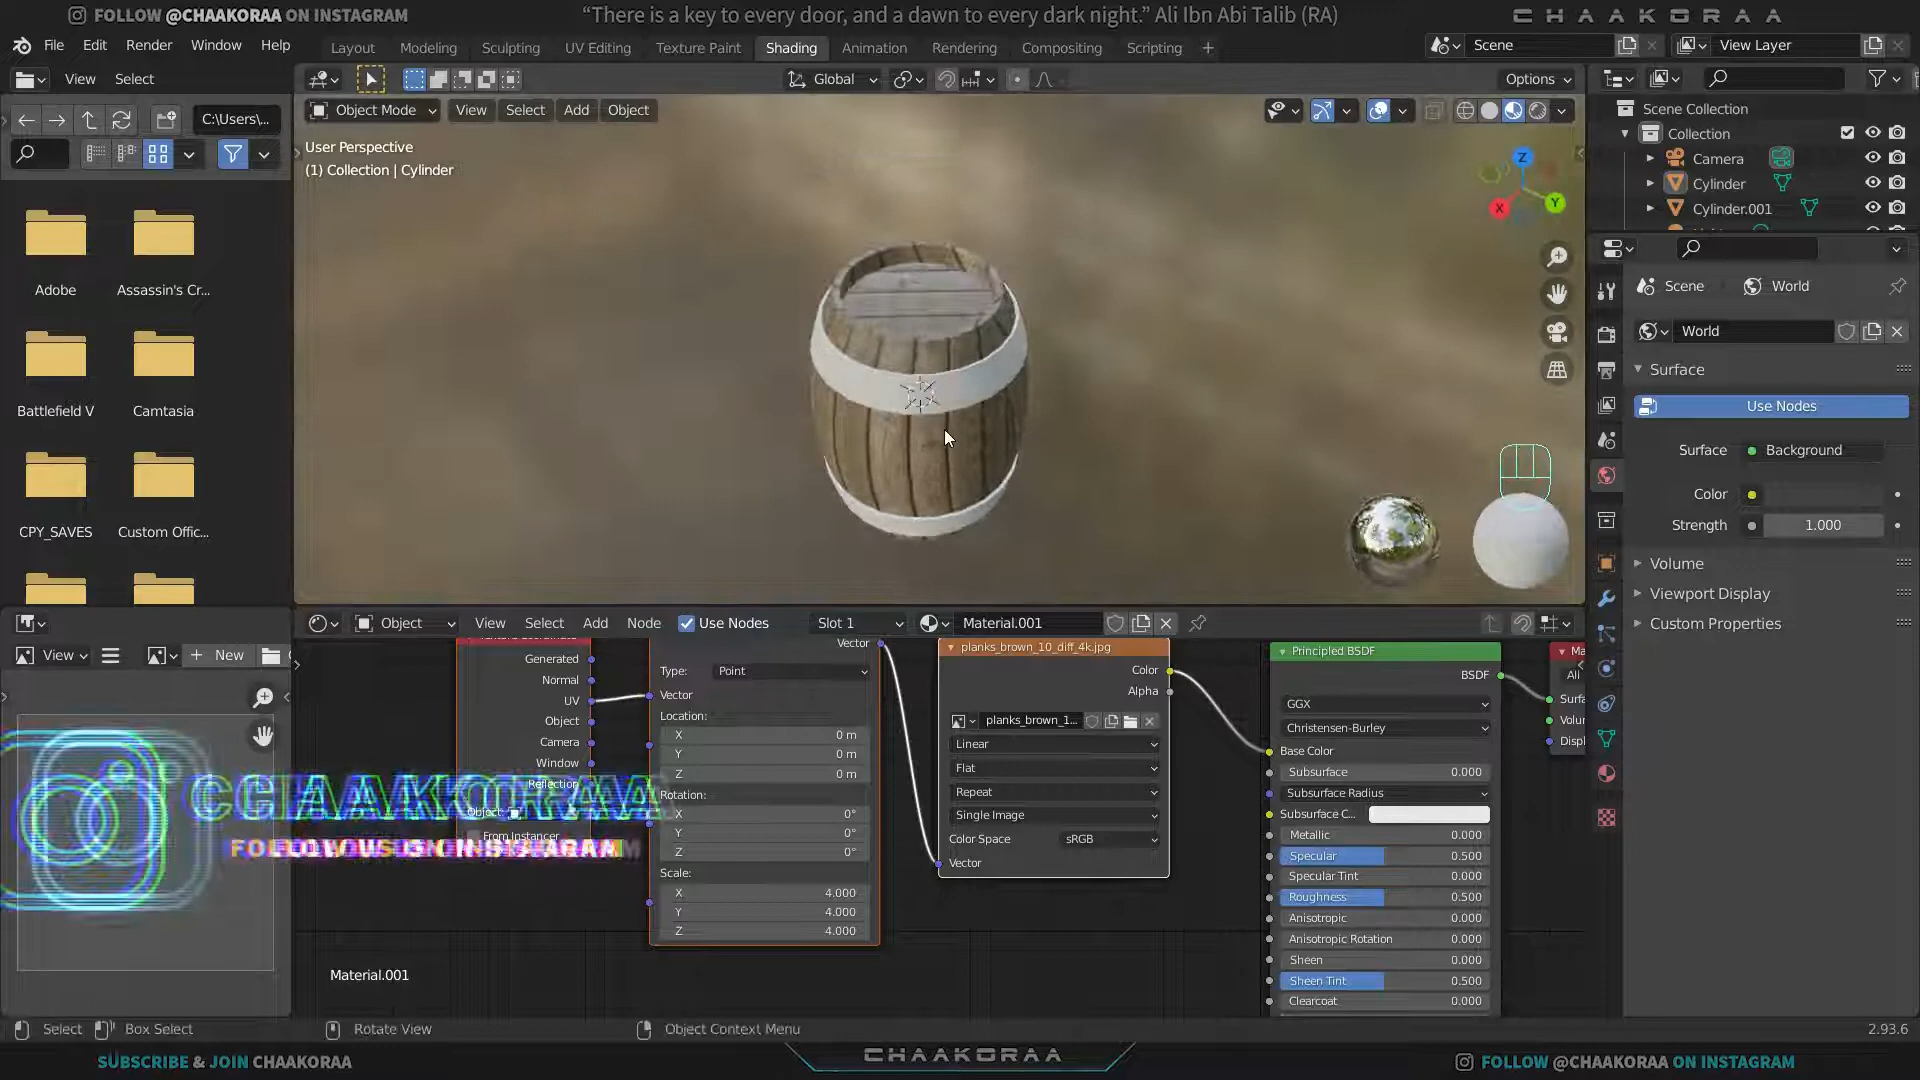 FOLLOW @CHAAKORAA ON INSTAGRAM
“There is a key to every door, and a dawn to every dark night.” Ali Ibn Abi Talib (RA)
CHAAKORAA
File Edit Render Window Help
Layout Modeling Sculpting UV Editing Texture Paint Shading Animation Rendering Compositing Scripting +
Scene
View Layer
View Select
Global
Options
C:\Users\...
Object Mode View Select Add Object
User Perspective
(1) Collection | Cylinder
Z
X
Y
Adobe
Assassin's Cr...
Battlefield V
Camtasia
CPY_SAVES
Custom Offic...
Scene Collection
Collection
Camera
Cylinder
Cylinder.001
Scene World
World
Surface
Use Nodes
Surface Background
Color
Strength 1.000
Volume
Viewport Display
Custom Properties
View + New
Object View Select Add Node Use Nodes Slot 1 Material.001
Generated
Normal
UV
Object
Camera
Window
Reflection
Object:
From Instancer
Vector
Type: Point
Vector
Location:
X 0 m
Y 0 m
Z 0 m
Rotation:
X 0°
Y 0°
Z 0°
Scale:
X 4.000
Y 4.000
Z 4.000
planks_brown_10_diff_4k.jpg
Color
Alpha
planks_brown_1...
Linear
Flat
Repeat
Single Image
Color Space sRGB
Vector
Principled BSDF
BSDF
GGX
Christensen-Burley
Base Color
Subsurface 0.000
Subsurface Radius
Subsurface C...
Metallic 0.000
Specular 0.500
Specular Tint 0.000
Roughness 0.500
Anisotropic 0.000
Anisotropic Rotation 0.000
Sheen 0.000
Sheen Tint 0.500
Clearcoat 0.000
Ma
All
Surfa
Volur
Displ
CHAAKORAA
Material.001
Select Box Select Rotate View Object Context Menu
2.93.6
SUBSCRIBE & JOIN CHAAKORAA
CHAAKORAA
FOLLOW @CHAAKORAA ON INSTAGRAM